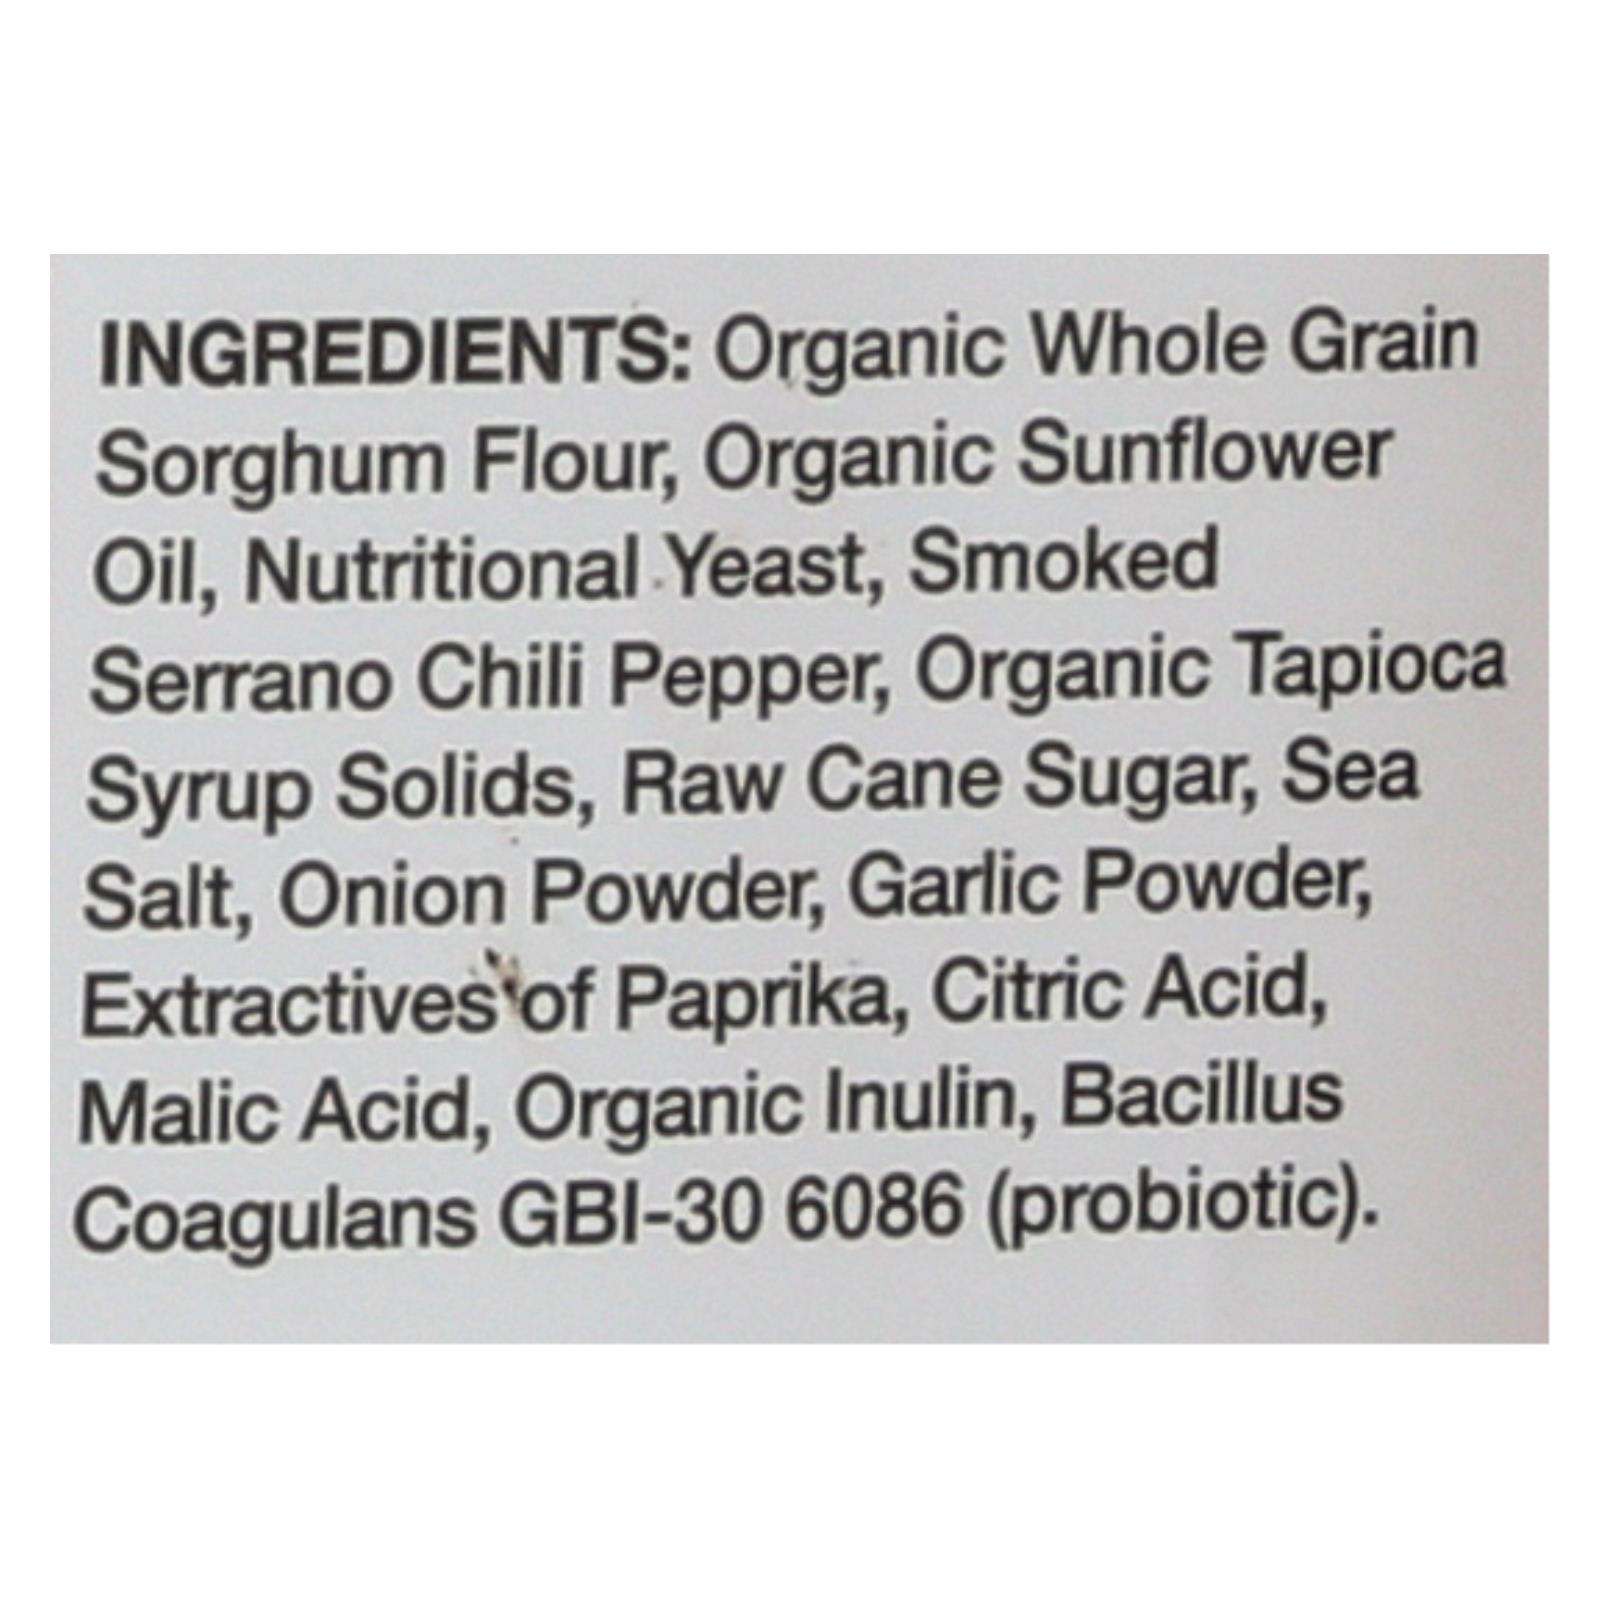 INGREDIENTS: Organic Whole Grain
Sorghum Flour, Organic Sunflower
Oil, Nutritional Yeast, Smoked
Serrano Chili Pepper, Organic Tapioca
Syrup Solids, Raw Cane Sugar, Sea
Salt, Onion Powder, Garlic Powder,
Extractives of Paprika, Citric Acid,
Malic Acid, Organic Inulin, Bacillus
Coagulans GBI-30 6086 (probiotic).